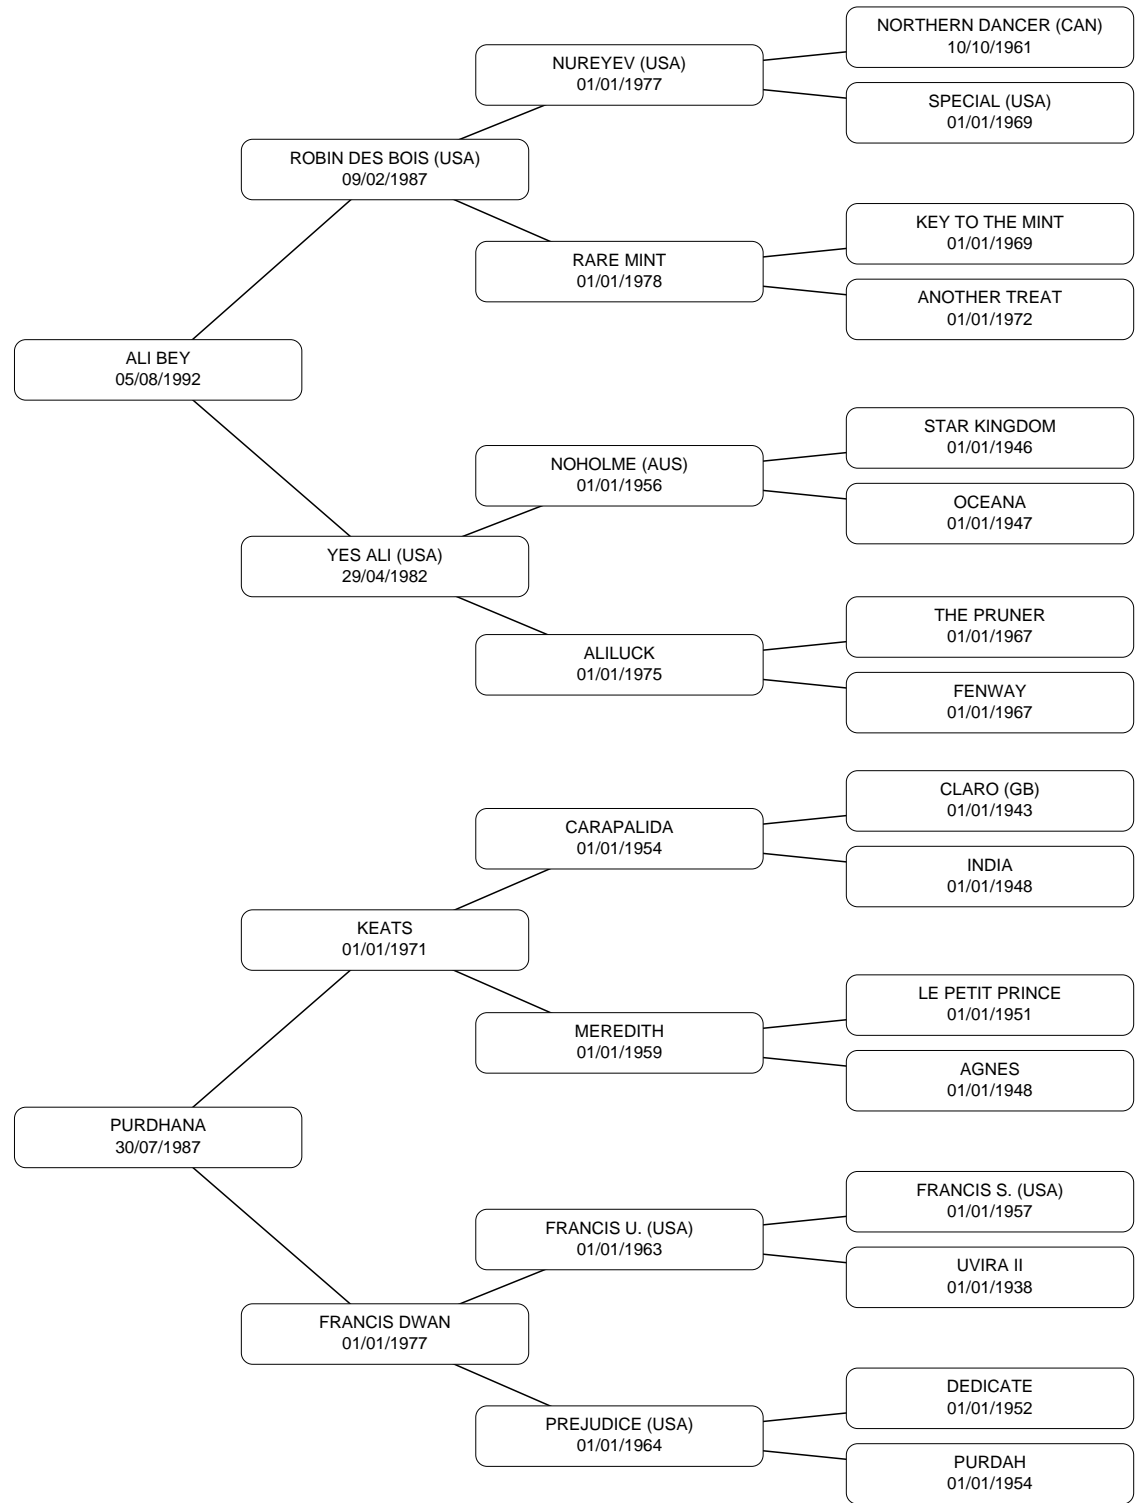 NORTHERN DANCER (CAN)
10/10/1961
NUREYEV (USA)
01/01/1977
SPECIAL (USA)
01/01/1969
ROBIN DES BOIS (USA)
09/02/1987
KEY TO THE MINT
01/01/1969
RARE MINT
01/01/1978
ANOTHER TREAT
01/01/1972
ALI BEY
05/08/1992
STAR KINGDOM
01/01/1946
NOHOLME (AUS)
01/01/1956
OCEANA
01/01/1947
YES ALI (USA)
29/04/1982
THE PRUNER
01/01/1967
ALILUCK
01/01/1975
FENWAY
01/01/1967
CLARO (GB)
01/01/1943
CARAPALIDA
01/01/1954
INDIA
01/01/1948
KEATS
01/01/1971
LE PETIT PRINCE
01/01/1951
MEREDITH
01/01/1959
AGNES
01/01/1948
PURDHANA
30/07/1987
FRANCIS S. (USA)
01/01/1957
FRANCIS U. (USA)
01/01/1963
UVIRA II
01/01/1938
FRANCIS DWAN
01/01/1977
DEDICATE
01/01/1952
PREJUDICE (USA)
01/01/1964
PURDAH
01/01/1954